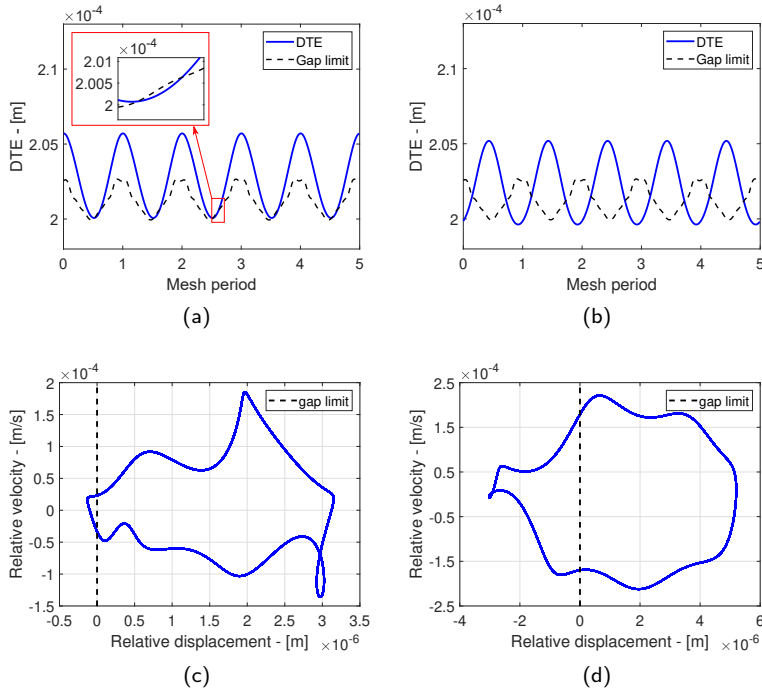 ×10⁻⁴
DTE
Gap limit
×10⁻⁴
2.01
2.005
2
2.1
2.05
2
DTE - [m]
0 1 2 3 4 5
Mesh period
(a)
×10⁻⁴
DTE
Gap limit
2.1
2.05
2
DTE - [m]
0 1 2 3 4 5
Mesh period
(b)
×10⁻⁴
gap limit
2
1.5
1
0.5
0
-0.5
-1
-1.5
Relative velocity - [m/s]
-0.5 0 0.5 1 1.5 2 2.5 3 3.5
Relative displacement - [m] ×10⁻⁶
(c)
×10⁻⁴
gap limit
2.5
1.5
0.5
-0.5
-1.5
-2.5
Relative velocity - [m/s]
-4 -2 0 2 4 6
Relative displacement - [m] ×10⁻⁶
(d)